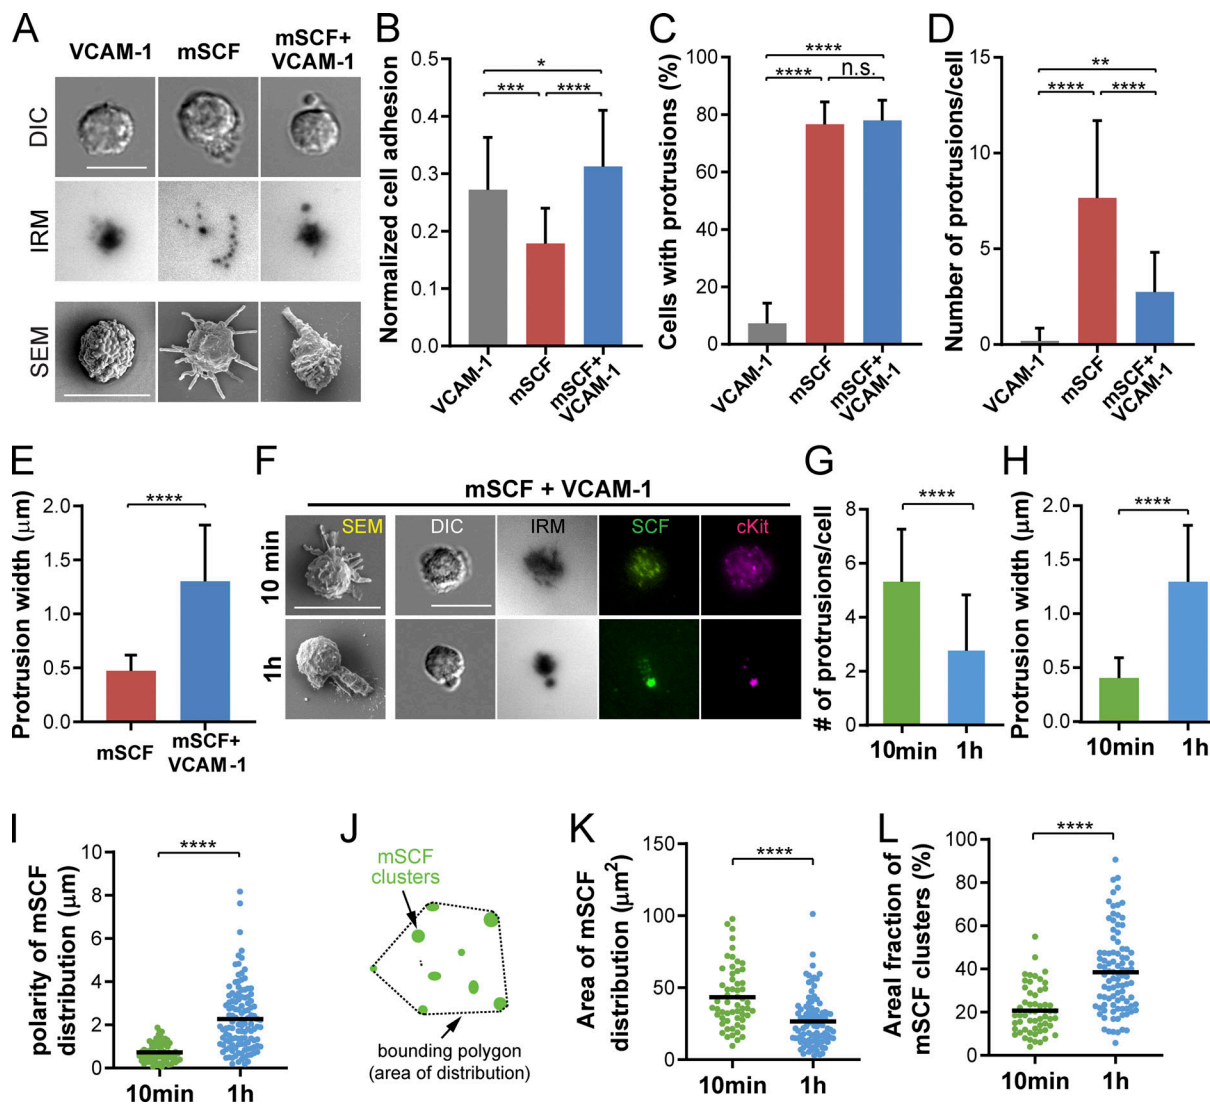 A
VCAM-1
mSCF
mSCF+
VCAM-1
DIC
IRM
SEM
B
Normalized cell adhesion
0.5
0.4
0.3
0.2
0.1
0.0
*
***
****
VCAM-1
mSCF
mSCF+
VCAM-1
C
Cells with protrusions (%)
100
80
60
40
20
0
****
****
n.s.
VCAM-1
mSCF
mSCF+
VCAM-1
D
Number of protrusions/cell
15
10
5
0
**
****
****
VCAM-1
mSCF
mSCF+
VCAM-1
E
Protrusion width (μm)
2.0
1.5
1.0
0.5
0.0
****
mSCF
mSCF+
VCAM-1
F
mSCF + VCAM-1
SEM
DIC
IRM
SCF
cKit
10 min
1h
G
# of protrusions/cell
8
6
4
2
0
****
10min
1h
H
Protrusion width (μm)
2.0
1.5
1.0
0.5
0.0
****
10min
1h
I
polarity of mSCF
distribution (μm)
10
8
6
4
2
0
****
10min
1h
J
mSCF
clusters
bounding polygon
(area of distribution)
K
Area of mSCF
distribution (μm²)
150
100
50
0
****
10min
1h
L
Areal fraction of
mSCF clusters (%)
100
80
60
40
20
0
****
10min
1h